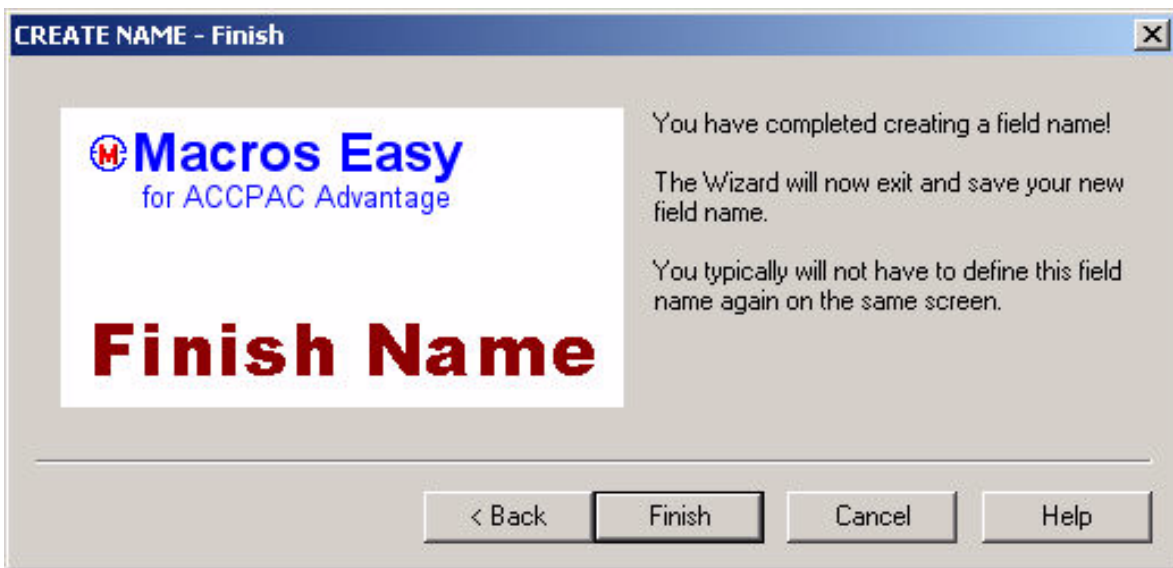 CREATE NAME - Finish
Macros Easy
for ACCPAC Advantage
Finish Name
You have completed creating a field name!
The Wizard will now exit and save your new
field name.
You typically will not have to define this field
name again on the same screen.
< Back
Finish
Cancel
Help